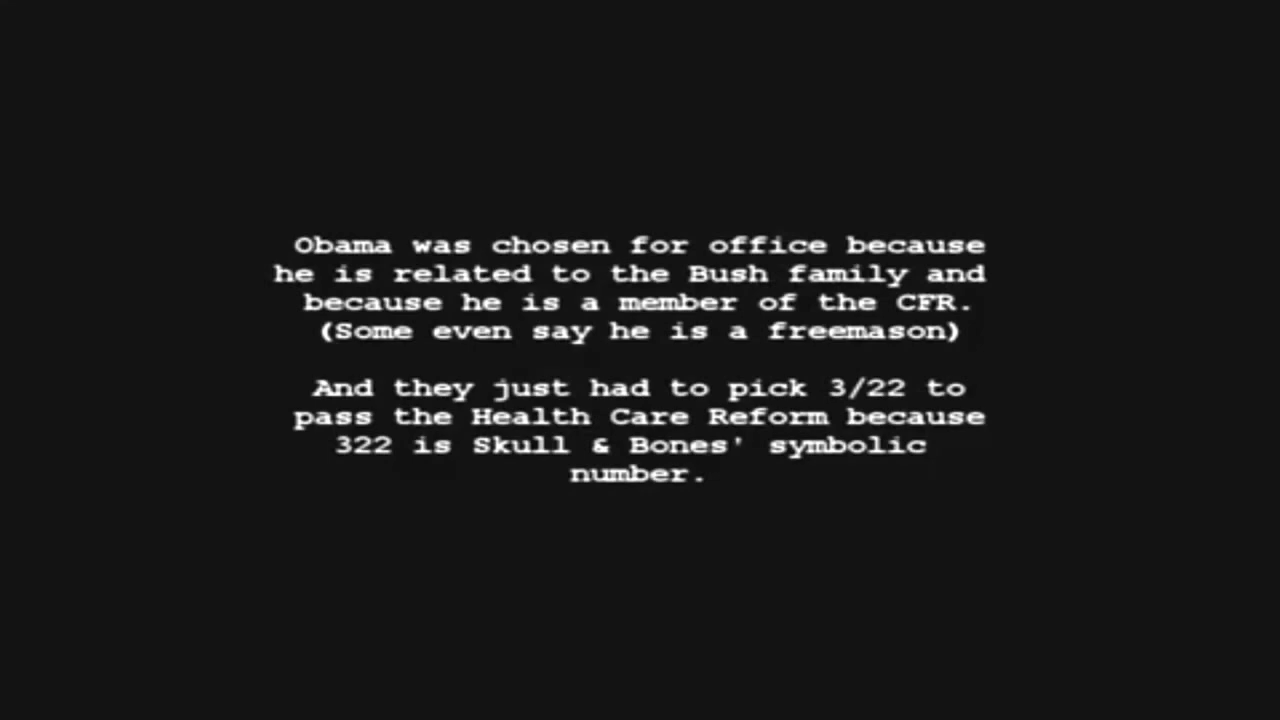 Obama was chosen for office because
he is related to the Bush family and
because he is a member of the CFR.
(Some even say he is a freemason)
And they just had to pick 3/22 to
pass the Health Care Reform because
322 is Skull & Bones' symbolic
number.